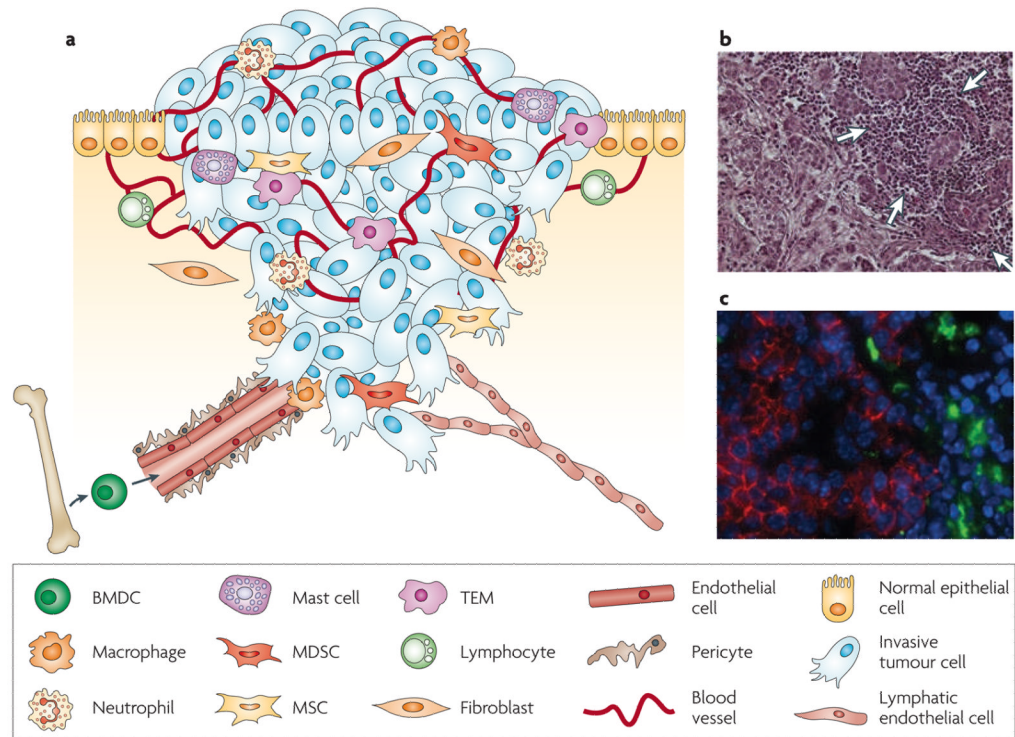 a
b
c
BMDC
Mast cell
TEM
Endothelial
cell
Normal epithelial
cell
Macrophage
MDSC
Lymphocyte
Pericyte
Invasive
tumour cell
Neutrophil
MSC
Fibroblast
Blood
vessel
Lymphatic
endothelial cell